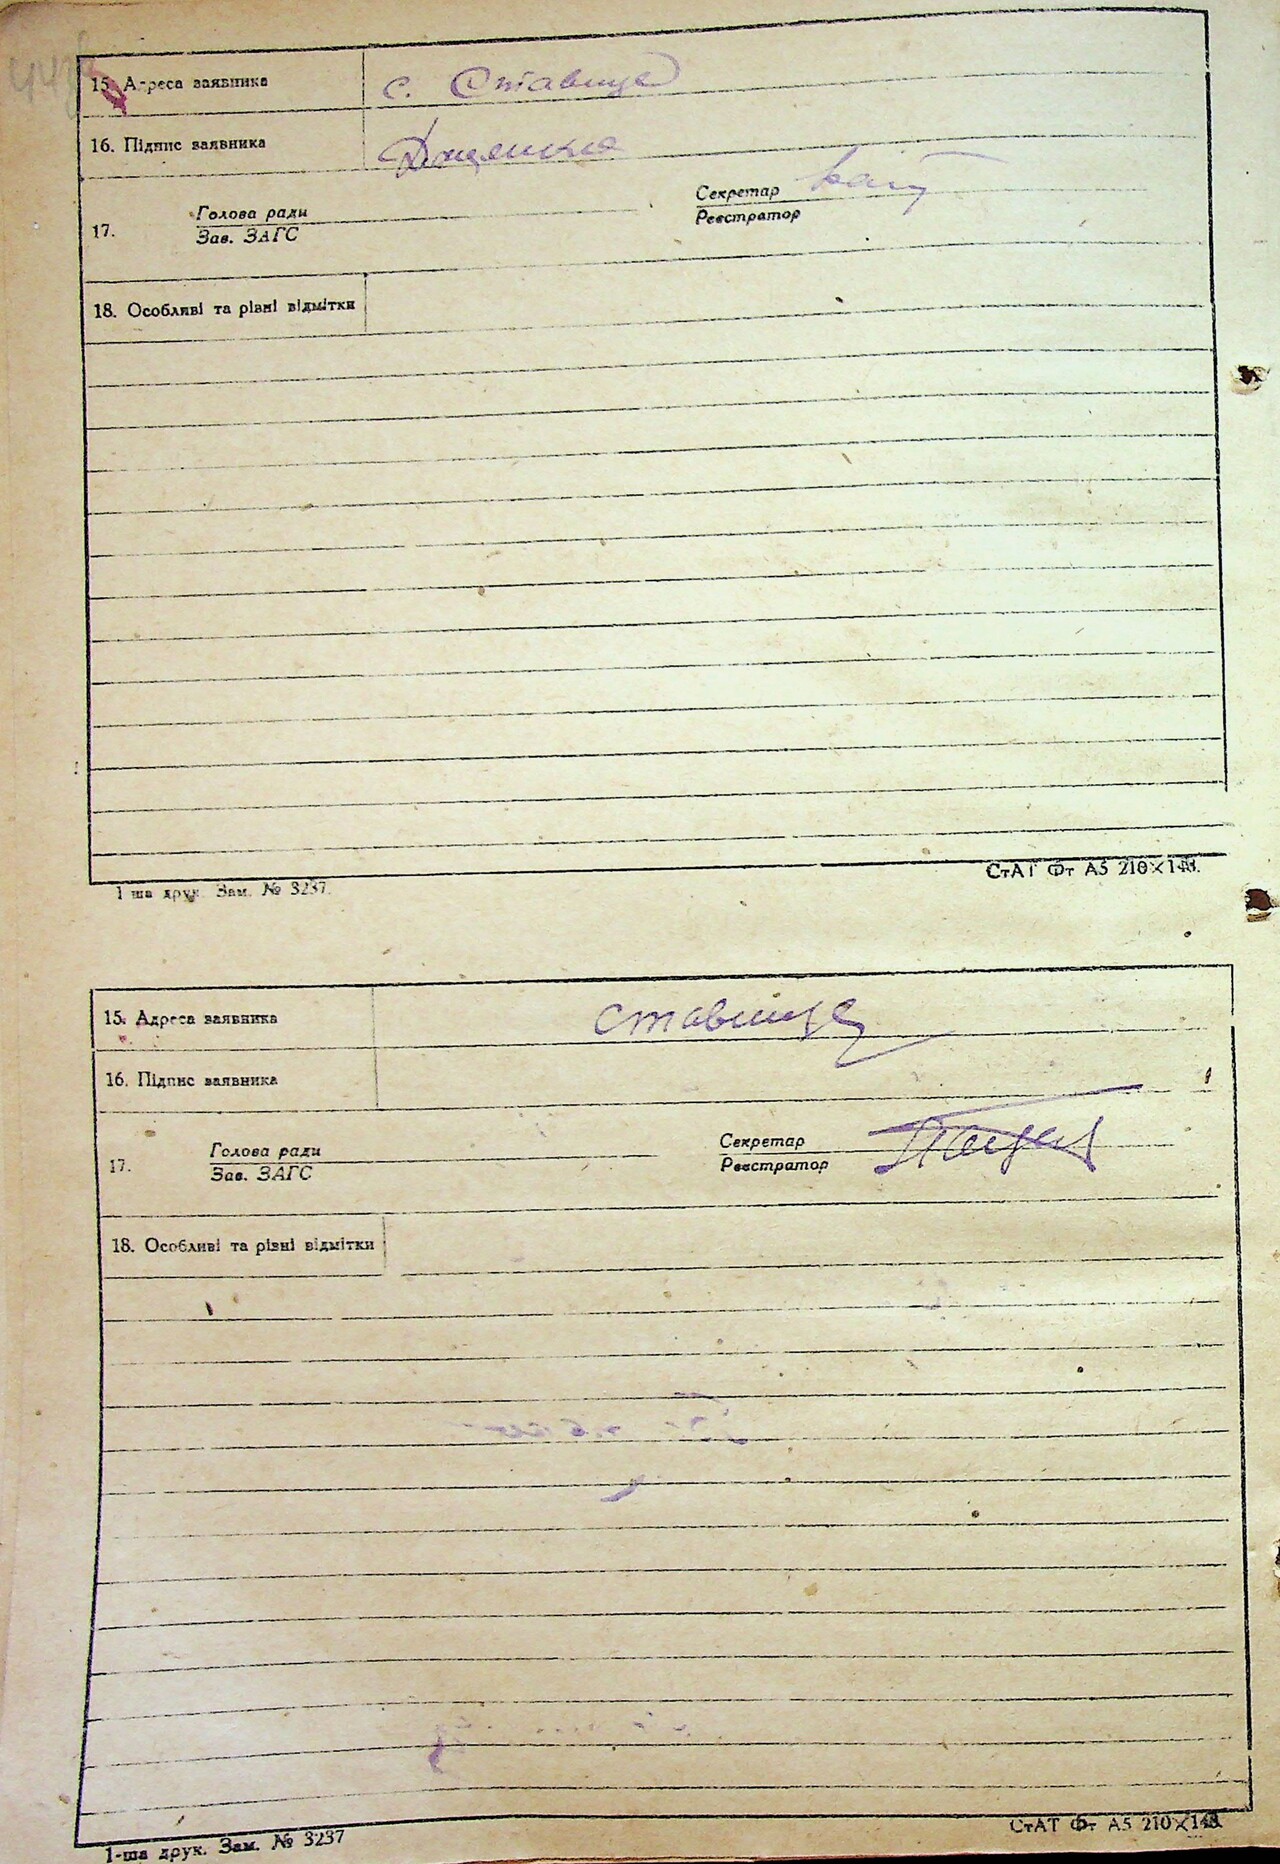 15. Адреса заявника с. Ставище
16. Підпис заявника
17. Голова ради
Зав. ЗАГС
Секретар
Реєстратор
18. Особливі та різні відмітки
1 ша друк. Зам. № 3237.
СтАТ Фт А5 210×148.
15. Адреса заявника Ставище
16. Підпис заявника
17. Голова ради
Зав. ЗАГС
Секретар
Реєстратор
18. Особливі та різні відмітки
1-ша друк. Зам. № 3237
СтАТ Фт А5 210×148.